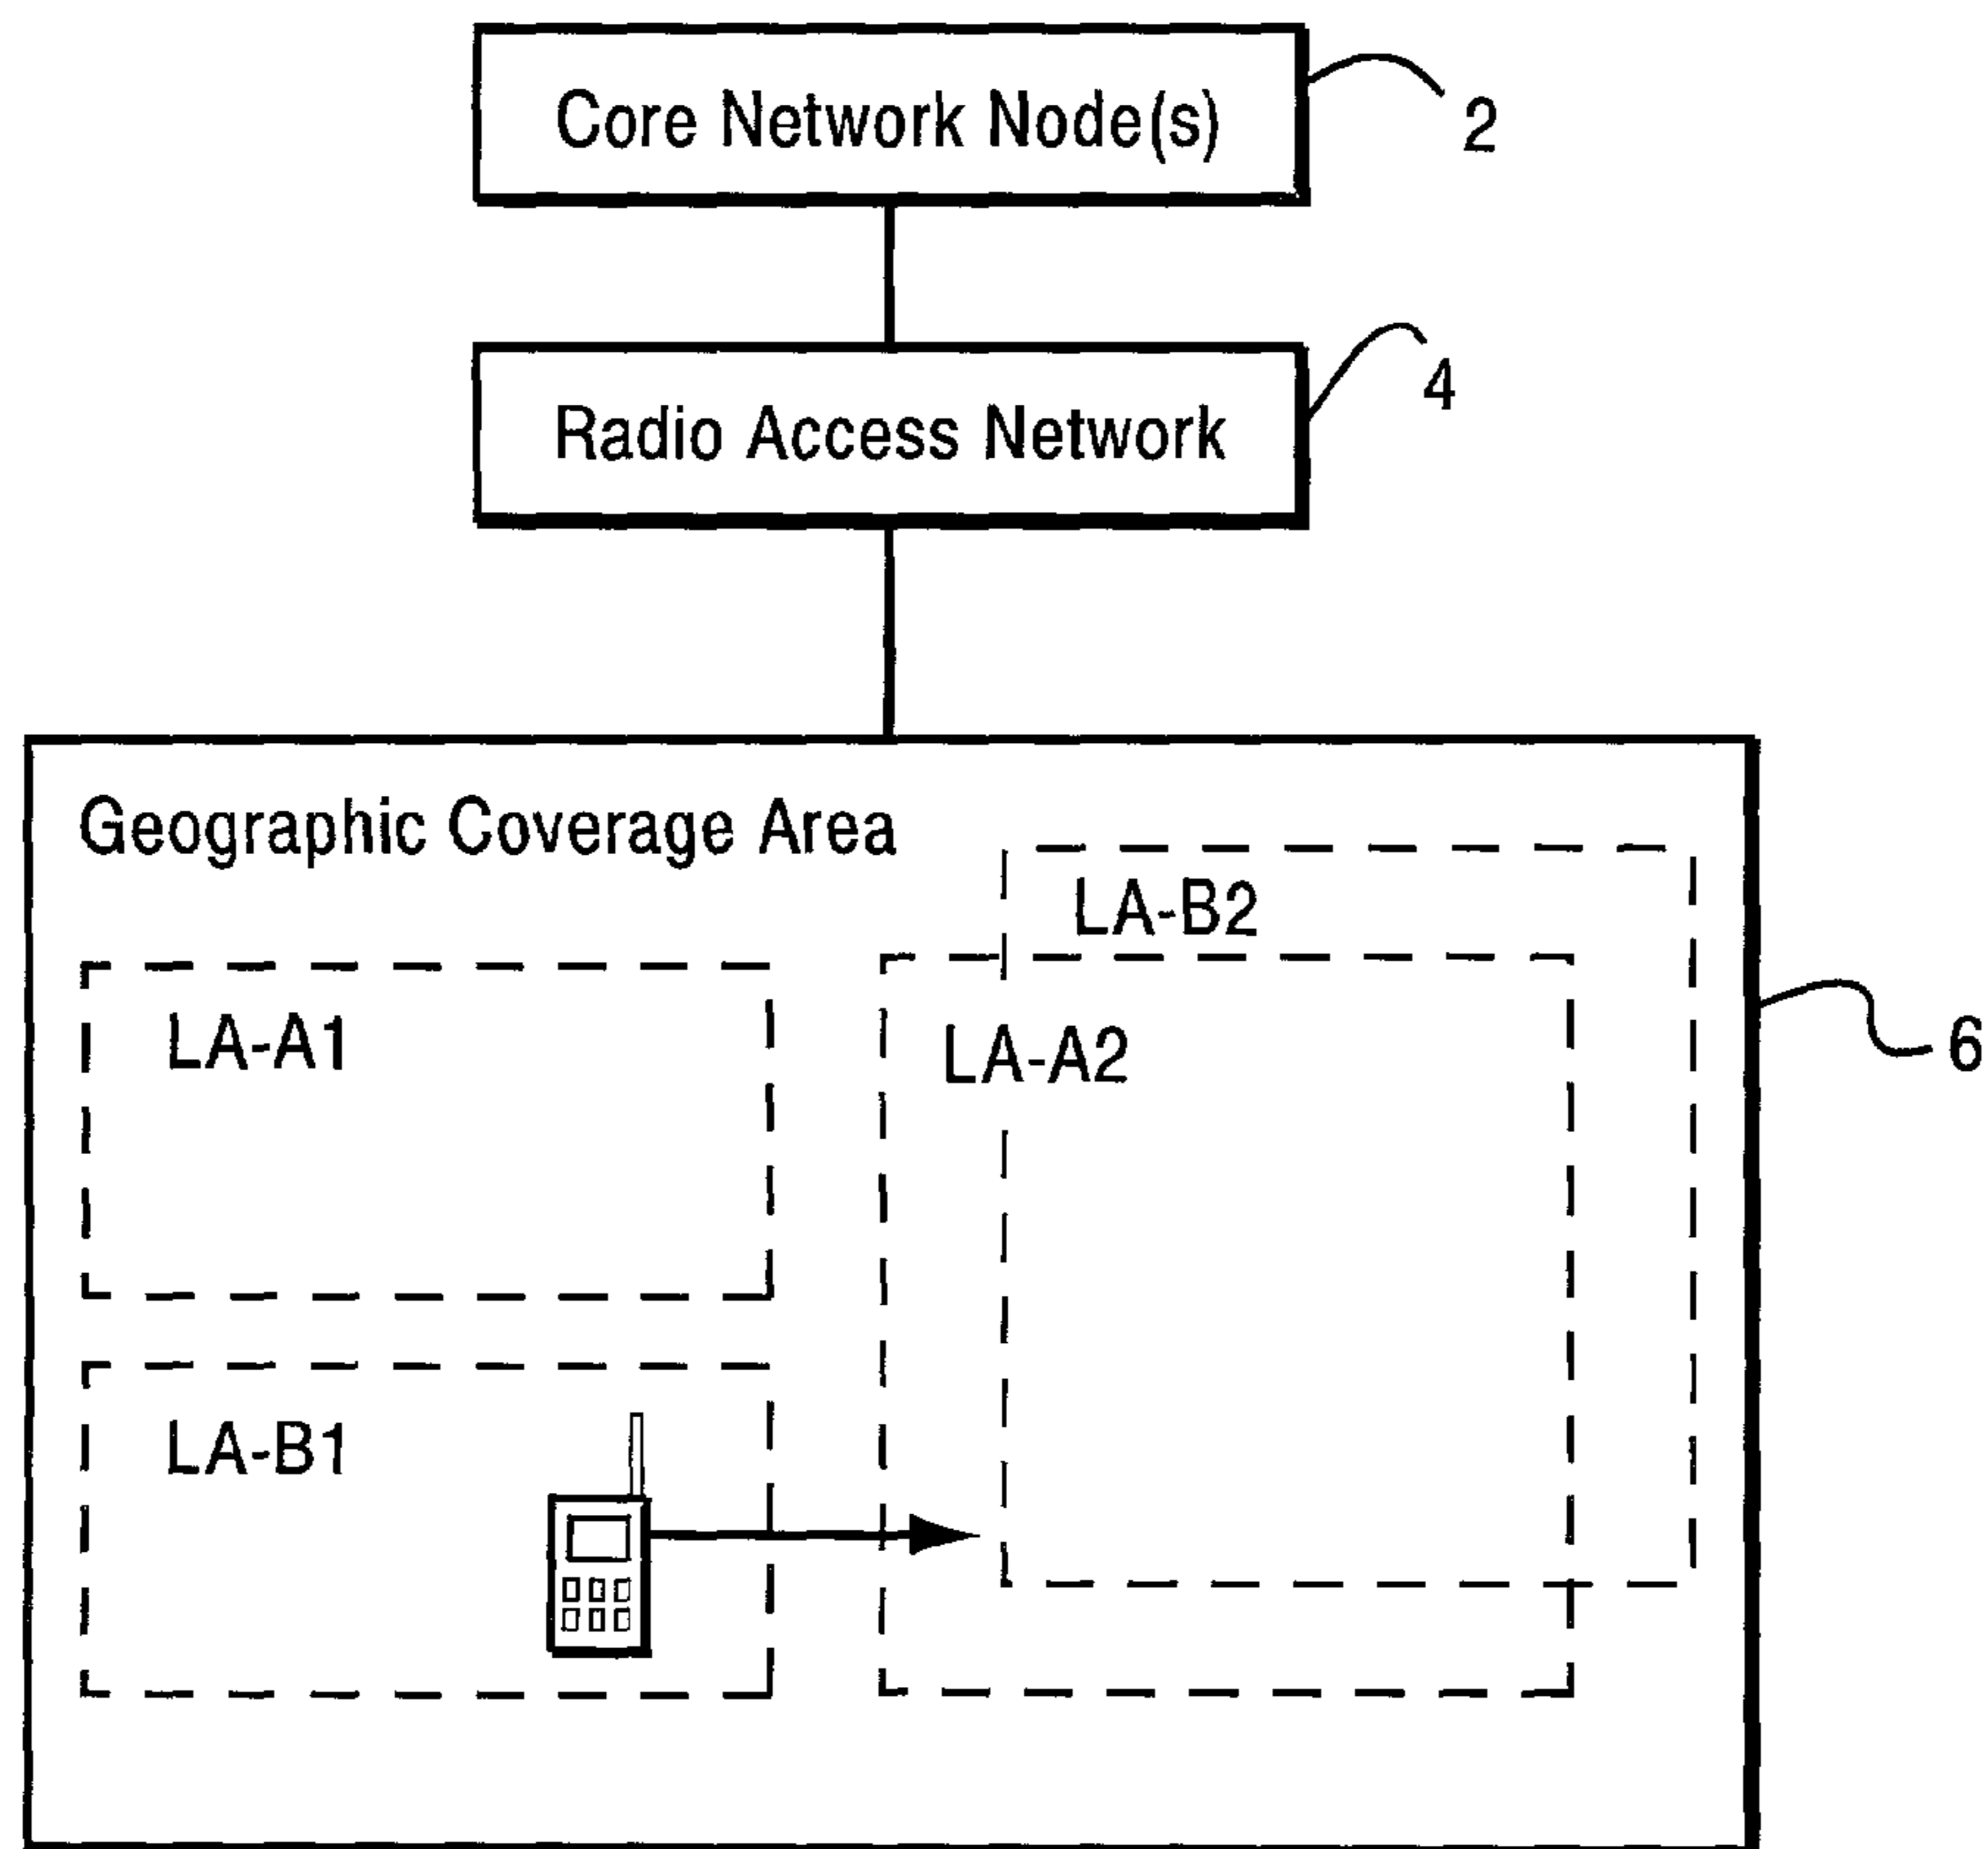 Core Network Node(s)
2
Radio Access Network
4
Geographic Coverage Area
LA-B2
LA-A1
LA-A2
6
LA-B1